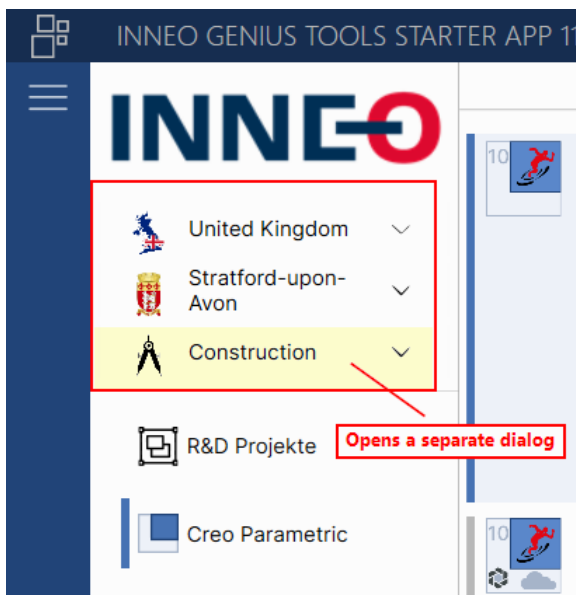 INNEO GENIUS TOOLS STARTER APP 11
INNEO
United Kingdom
Stratford-upon-
Avon
Construction
Opens a separate dialog
R&D Projekte
Creo Parametric
10
10